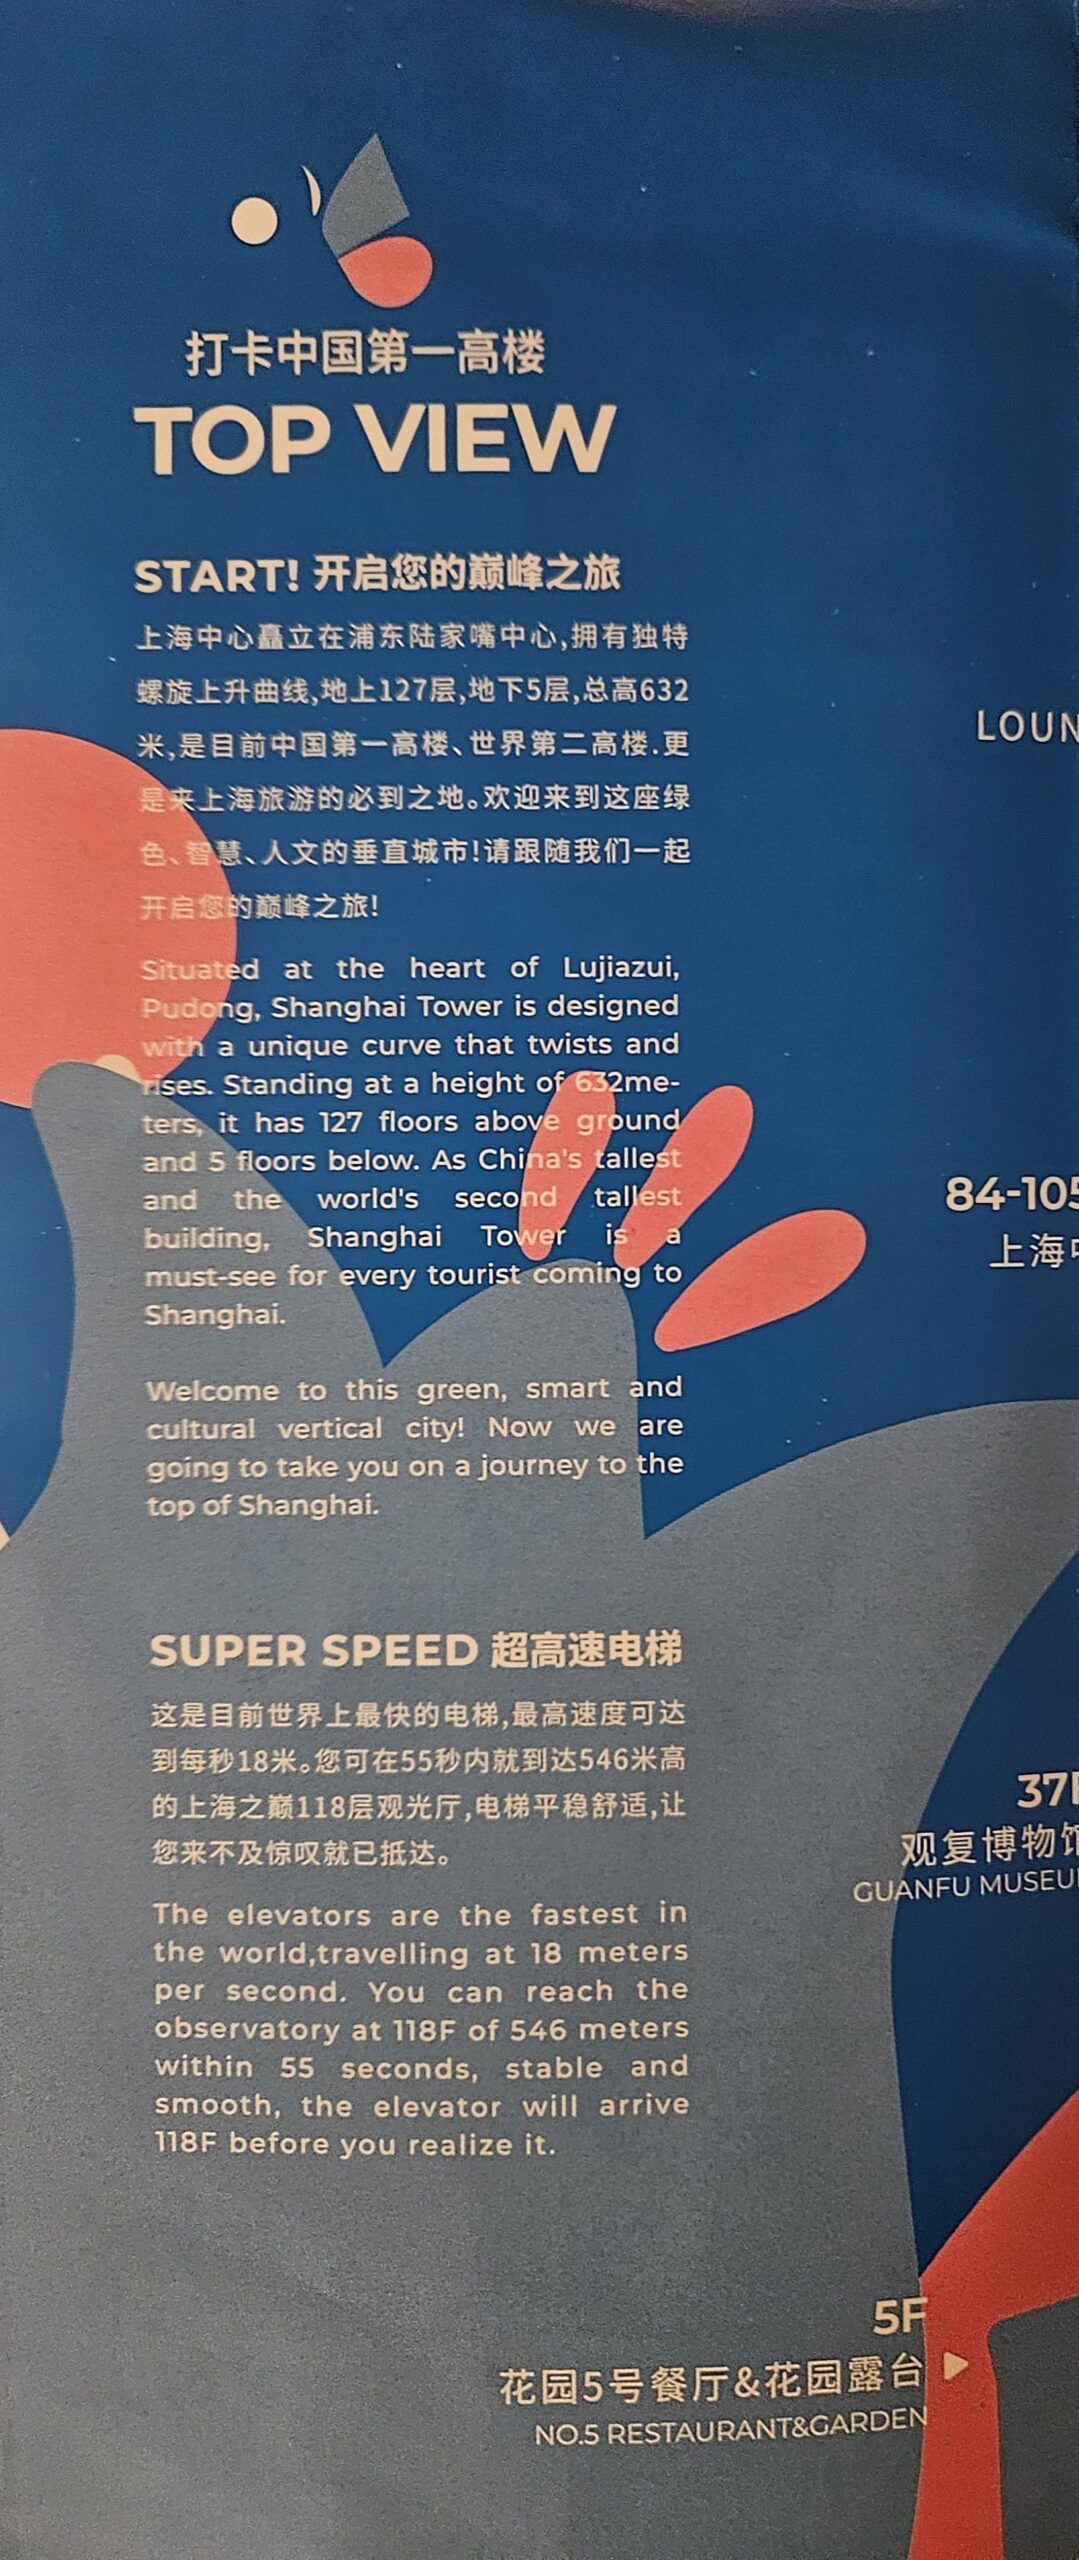 打卡中国第一高楼
TOP VIEW
START! 开启您的巅峰之旅
上海中心矗立在浦东陆家嘴中心,拥有独特
螺旋上升曲线,地上127层,地下5层,总高632
米,是目前中国第一高楼、世界第二高楼.更
是来上海旅游的必到之地。欢迎来到这座绿
色、智慧、人文的垂直城市!请跟随我们一起
开启您的巅峰之旅!
Situated at the heart of Lujiazui,
Pudong, Shanghai Tower is designed
with a unique curve that twists and
rises. Standing at a height of 632me-
ters, it has 127 floors above ground
and 5 floors below. As China's tallest
and the world's second tallest
building, Shanghai Tower is a
must-see for every tourist coming to
Shanghai.
Welcome to this green, smart and
cultural vertical city! Now we are
going to take you on a journey to the
top of Shanghai.
SUPER SPEED 超高速电梯
这是目前世界上最快的电梯,最高速度可达
到每秒18米。您可在55秒内就到达546米高
的上海之巅118层观光厅,电梯平稳舒适,让
您来不及惊叹就已抵达。
The elevators are the fastest in
the world,travelling at 18 meters
per second. You can reach the
observatory at 118F of 546 meters
within 55 seconds, stable and
smooth, the elevator will arrive
118F before you realize it.
LOUN
84-105
上海
37F
观复博物馆
GUANFU MUSEU
5F
花园5号餐厅&花园露台
NO.5 RESTAURANT&GARDEN